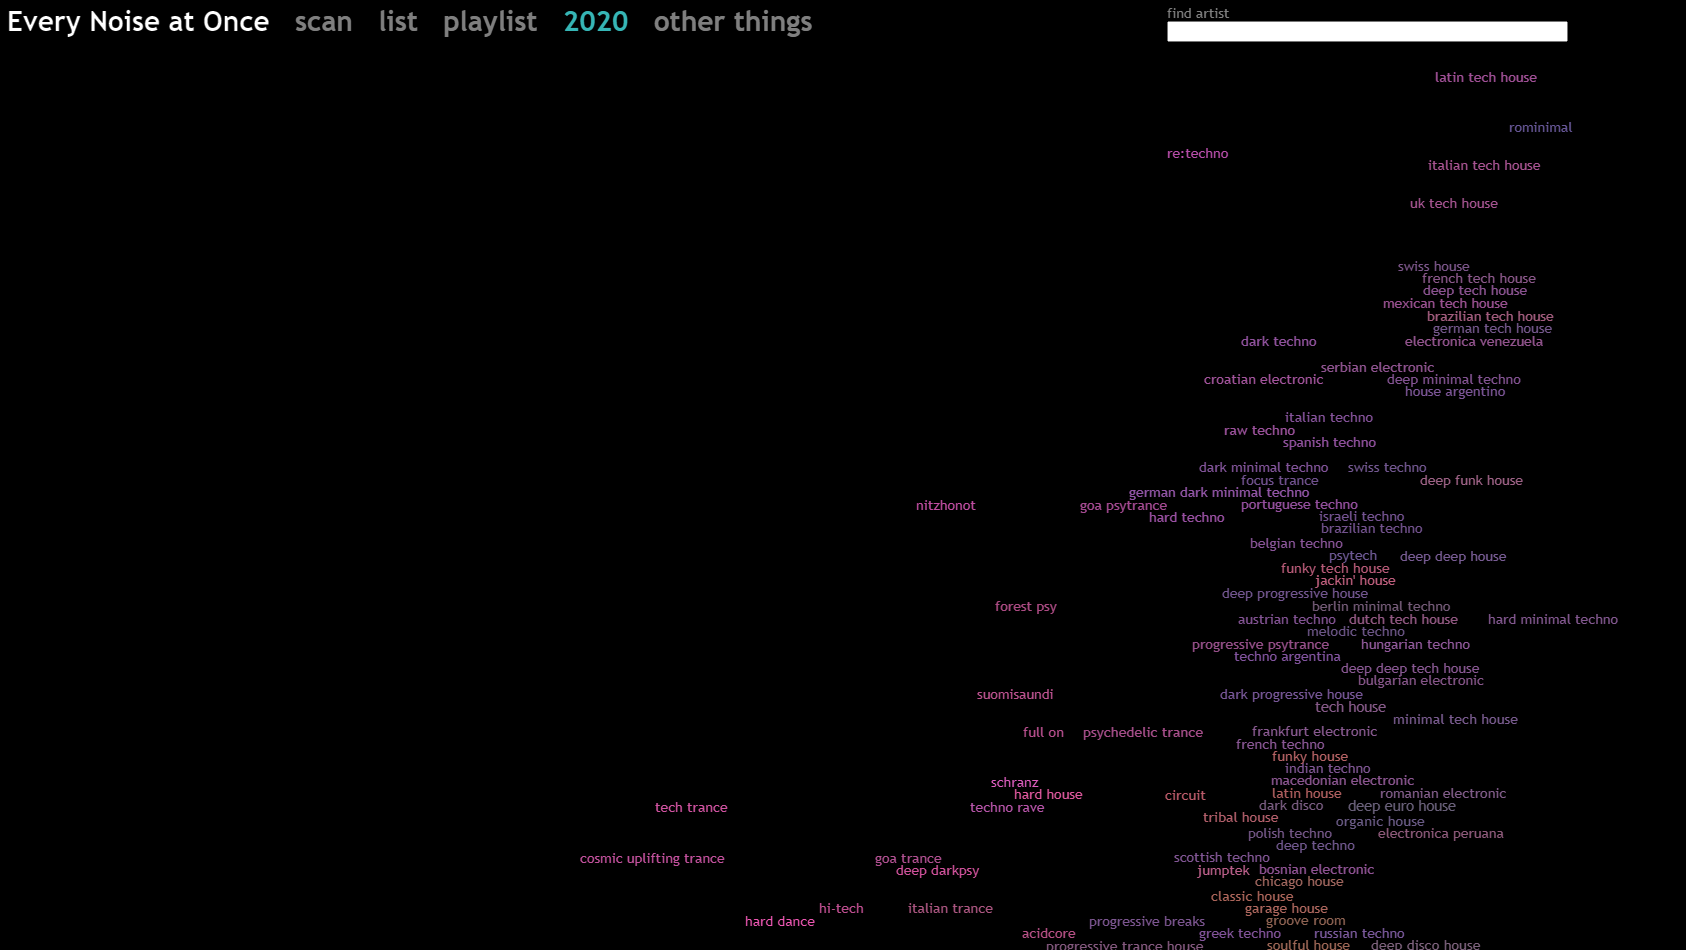 Every Noise at Once scan list playlist 2020 other things
find artist
latin tech house
rominimal
re:techno
italian tech house
uk tech house
swiss house
french tech house
deep tech house
mexican tech house
brazilian tech house
german tech house
dark techno electronica venezuela
serbian electronic
croatian electronic deep minimal techno
house argentino
italian techno
raw techno
spanish techno
dark minimal techno swiss techno
focus trance deep funk house
german dark minimal techno
nitzhonot goa psytrance portuguese techno
hard techno israeli techno
brazilian techno
belgian techno
psytech deep deep house
funky tech house
jackin' house
deep progressive house
forest psy berlin minimal techno
austrian techno dutch tech house hard minimal techno
melodic techno
progressive psytrance hungarian techno
techno argentina
deep deep tech house
bulgarian electronic
suomisaundi dark progressive house
tech house
minimal tech house
full on psychedelic trance frankfurt electronic
french techno
funky house
indian techno
schranz macedonian electronic
hard house circuit latin house romanian electronic
tech trance techno rave dark disco deep euro house
tribal house organic house
polish techno electronica peruana
deep techno
cosmic uplifting trance goa trance scottish techno
deep darkpsy jumptek bosnian electronic
chicago house
classic house
hi-tech italian trance garage house
hard dance progressive breaks groove room
acidcore greek techno russian techno
progressive trance house soulful house deep disco house